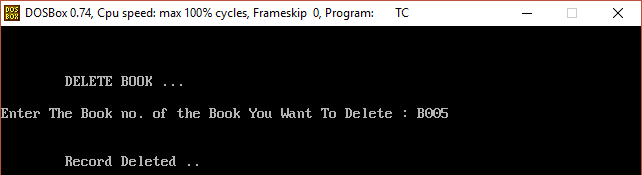 DOSBox 0.74, Cpu speed: max 100% cycles, Frameskip 0, Program: TC
DELETE BOOK ...
Enter The Book no. of the Book You Want To Delete : B005
Record Deleted ..